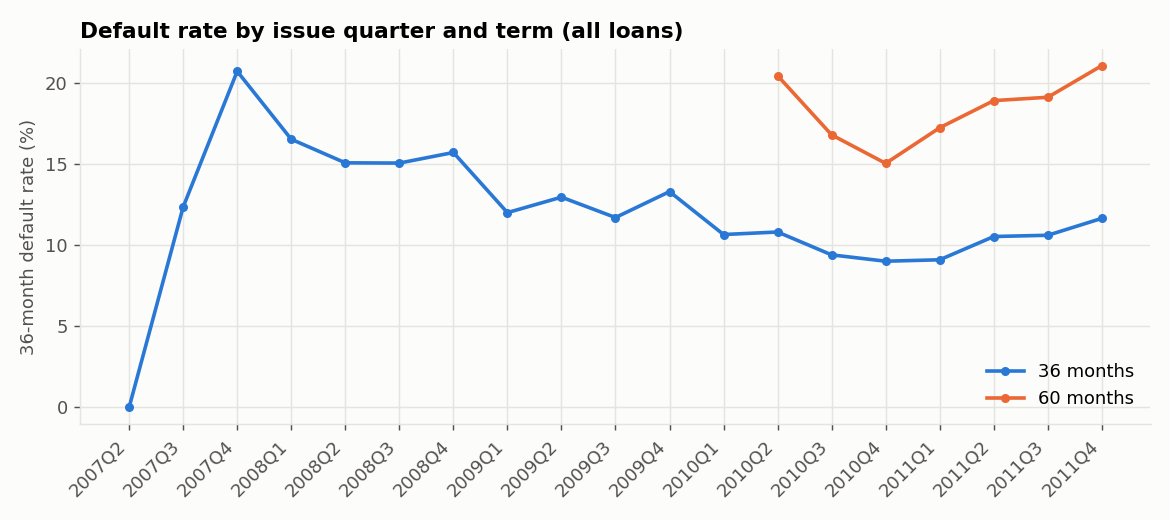 Default rate by issue quarter and term (all loans)
36-month default rate (%)
20
15
10
5
0
36 months
60 months
2007Q2
2007Q3
2007Q4
2008Q1
2008Q2
2008Q3
2008Q4
2009Q1
2009Q2
2009Q3
2009Q4
2010Q1
2010Q2
2010Q3
2010Q4
2011Q1
2011Q2
2011Q3
2011Q4